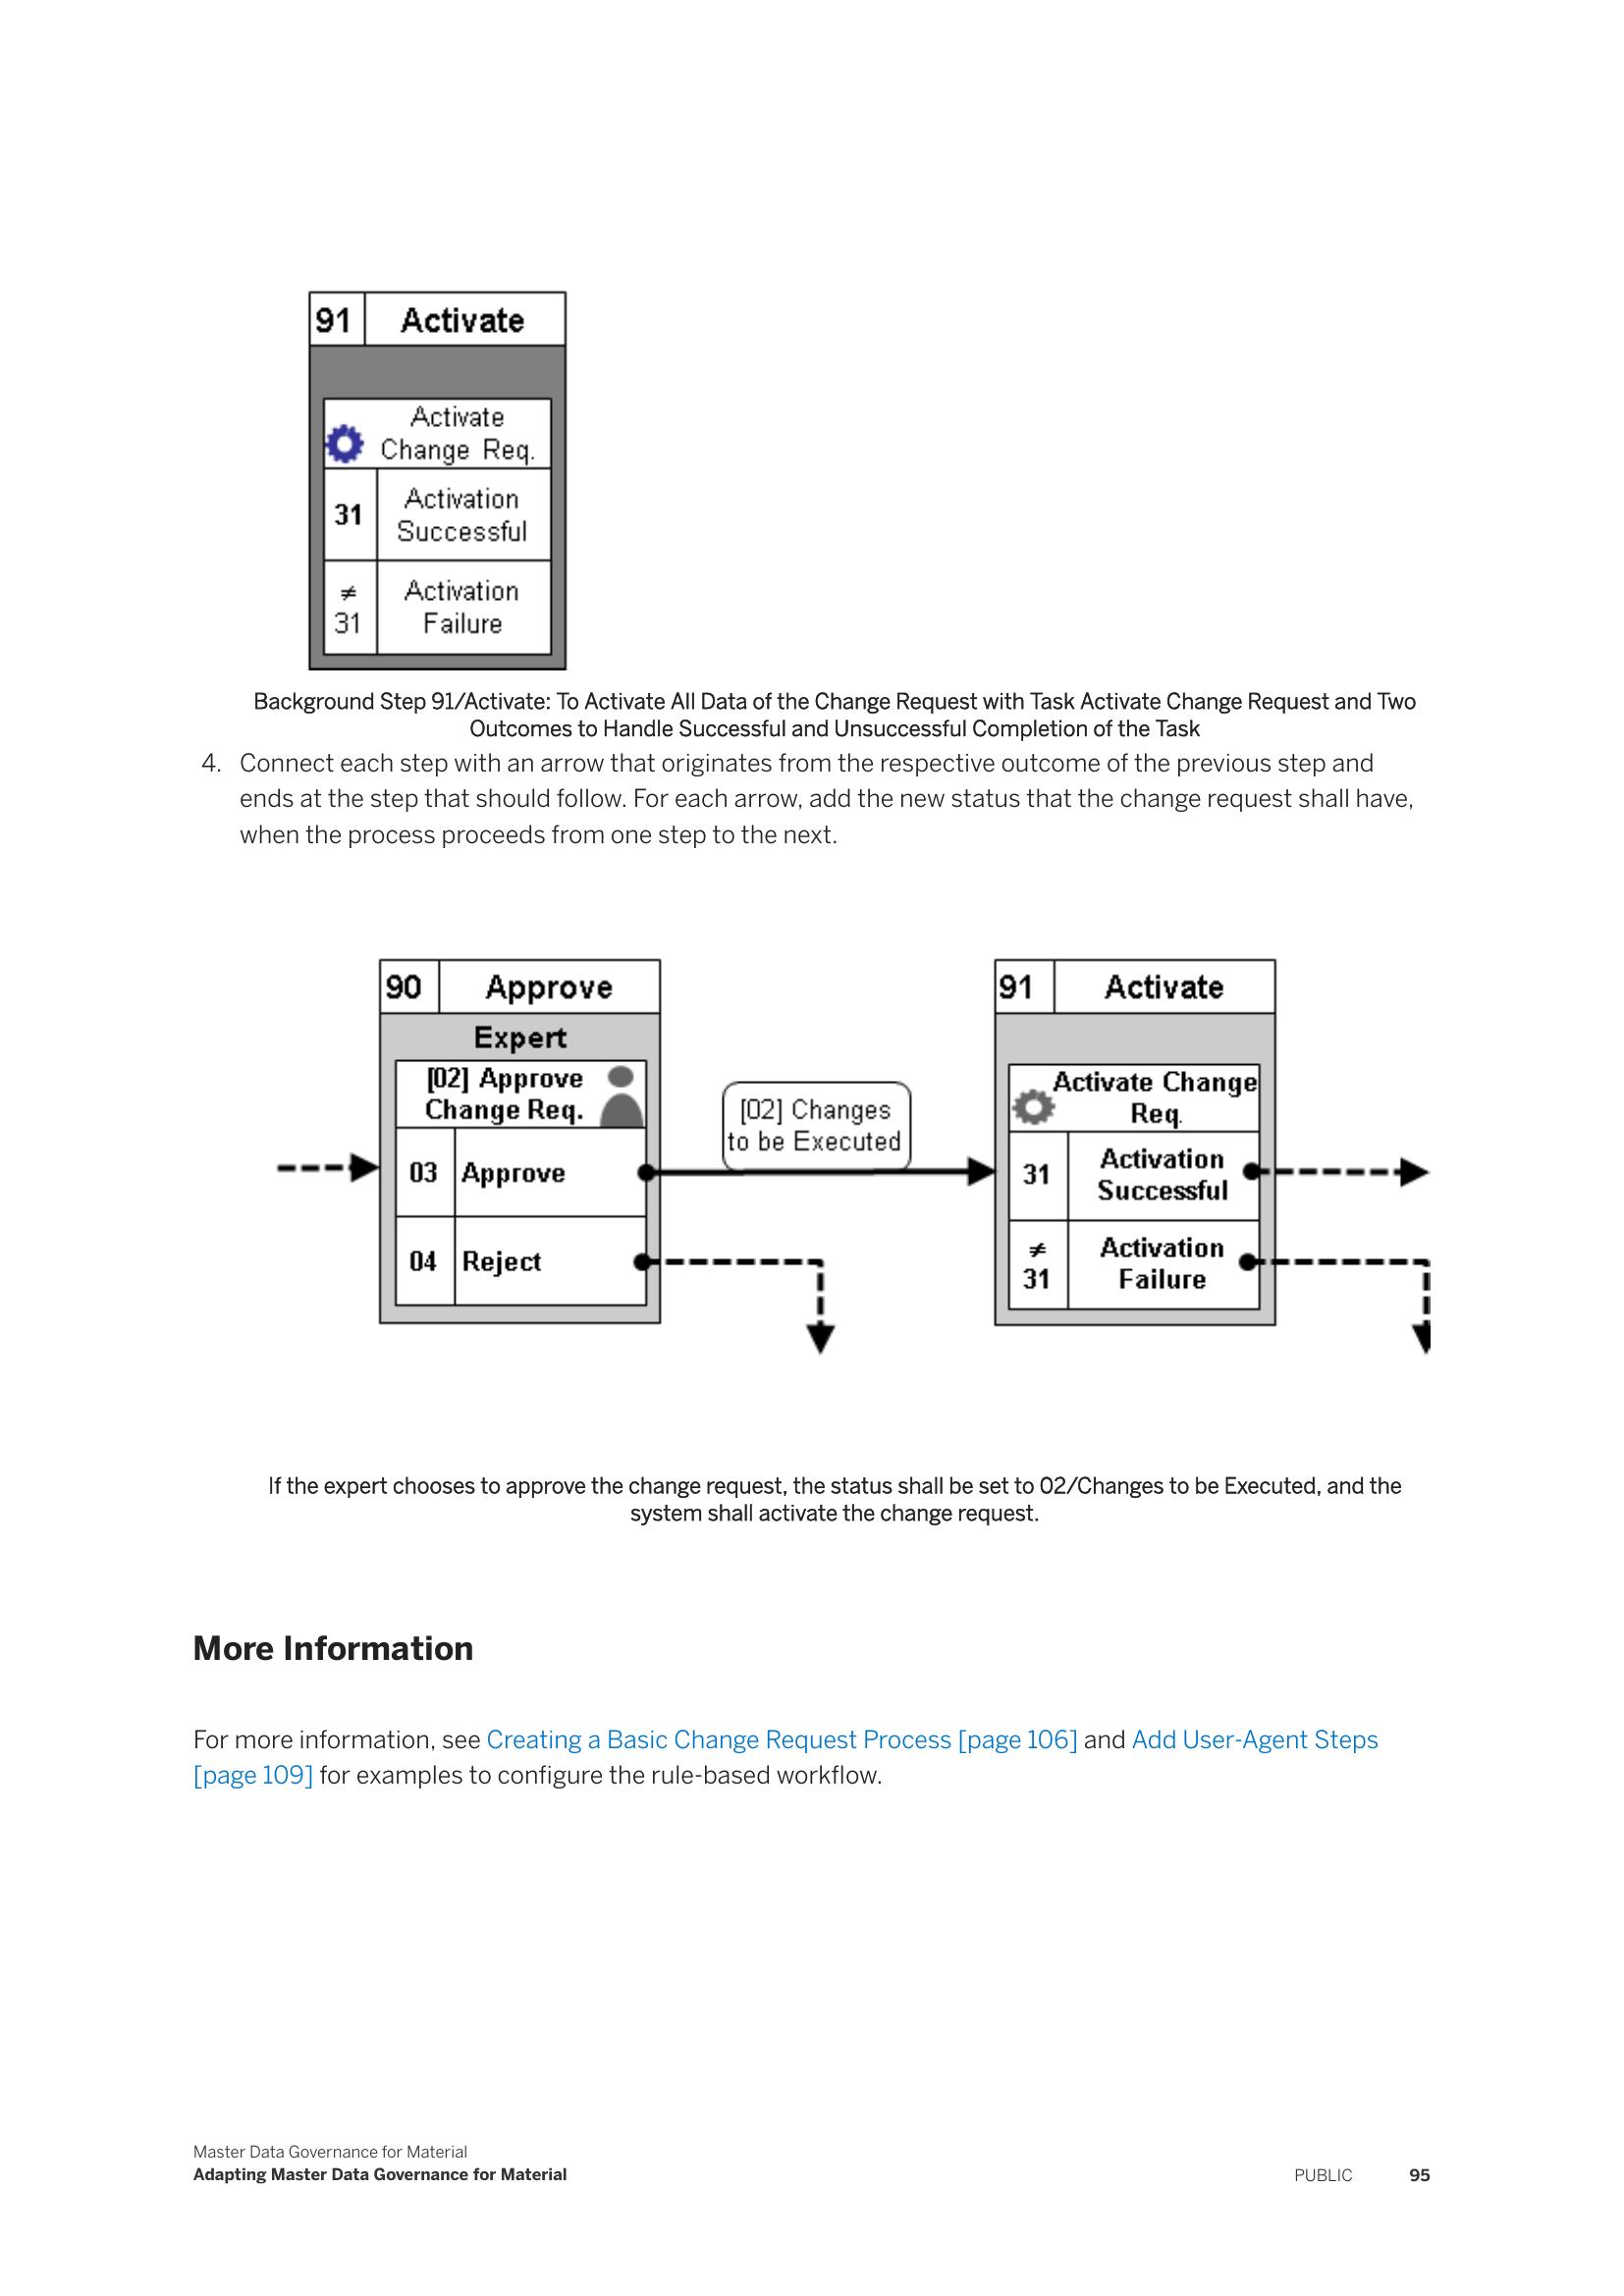 91 Activate
Activate
Change Req.
31 Activation
Successful
≠
31 Activation
Failure
Background Step 91/Activate: To Activate All Data of the Change Request with Task Activate Change Request and Two
Outcomes to Handle Successful and Unsuccessful Completion of the Task
4. Connect each step with an arrow that originates from the respective outcome of the previous step and
ends at the step that should follow. For each arrow, add the new status that the change request shall have,
when the process proceeds from one step to the next.
90 Approve
Expert
[02] Approve
Change Req.
03 Approve
04 Reject
[02] Changes
to be Executed
91 Activate
Activate Change
Req.
31 Activation
Successful
≠
31 Activation
Failure
If the expert chooses to approve the change request, the status shall be set to 02/Changes to be Executed, and the
system shall activate the change request.
More Information
For more information, see Creating a Basic Change Request Process [page 106] and Add User-Agent Steps
[page 109] for examples to configure the rule-based workflow.
Master Data Governance for Material
Adapting Master Data Governance for Material
PUBLIC 95